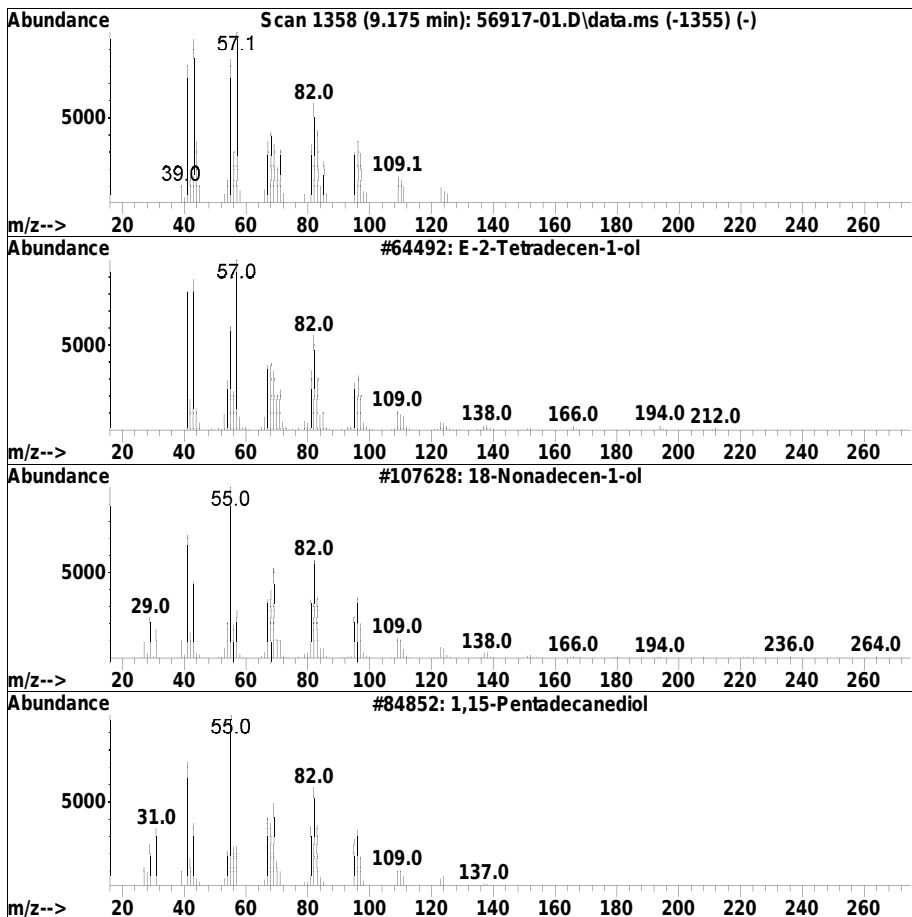 Abundance Scan 1358 (9.175 min): 56917-01.D\data.ms (-1355) (-)
57.1
82.0
5000
39.0 109.1
m/z--> 20 40 60 80 100 120 140 160 180 200 220 240 260
Abundance #64492: E-2-Tetradecen-1-ol
57.0
82.0
5000
109.0 138.0 166.0 194.0 212.0
m/z--> 20 40 60 80 100 120 140 160 180 200 220 240 260
Abundance #107628: 18-Nonadecen-1-ol
55.0
82.0
5000
29.0
109.0 138.0 166.0 194.0 236.0 264.0
m/z--> 20 40 60 80 100 120 140 160 180 200 220 240 260
Abundance #84852: 1,15-Pentadecanediol
55.0
82.0
5000
31.0
109.0 137.0
m/z--> 20 40 60 80 100 120 140 160 180 200 220 240 260